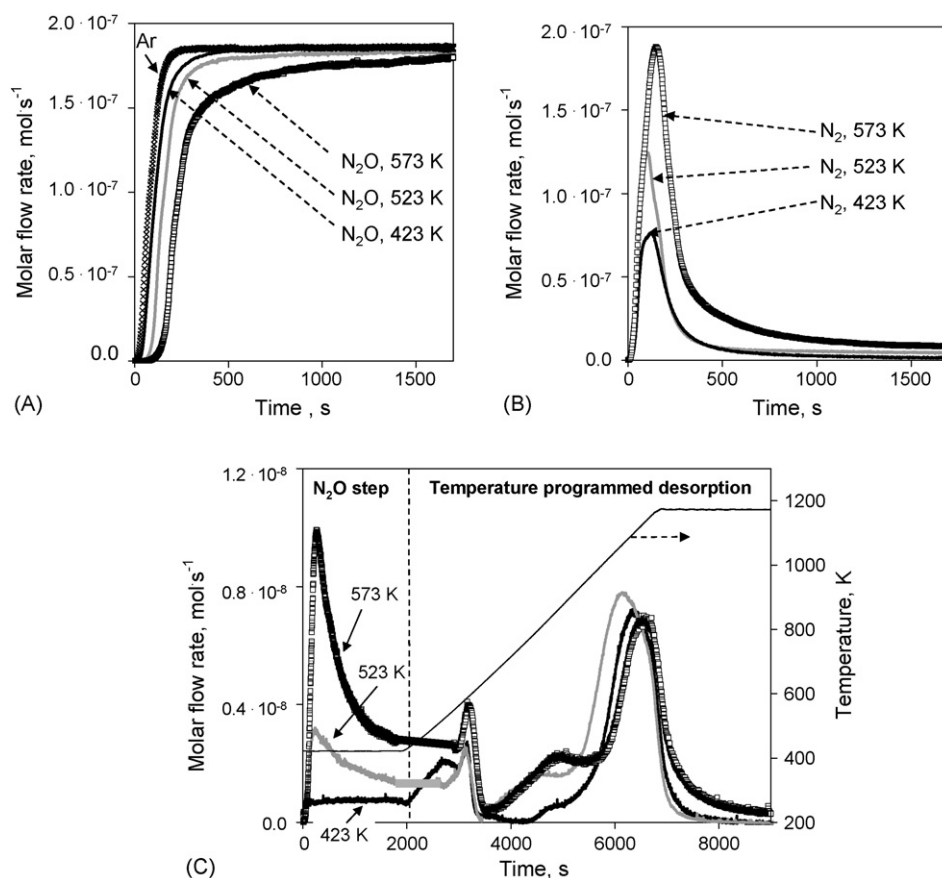 (A)
Molar flow rate, mol·s⁻¹
2.0 · 10⁻⁷
1.5 · 10⁻⁷
1.0 · 10⁻⁷
0.5 · 10⁻⁷
0.0
Ar
N₂O, 573 K
N₂O, 523 K
N₂O, 423 K
0 500 1000 1500
Time , s
(B)
Molar flow rate, mol·s⁻¹
2.0 · 10⁻⁷
1.5 · 10⁻⁷
1.0 · 10⁻⁷
0.5 · 10⁻⁷
0.0
N₂, 573 K
N₂, 523 K
N₂, 423 K
0 500 1000 1500
Time, s
(C)
Molar flow rate, mol·s⁻¹
1.2 · 10⁻⁸
0.8 · 10⁻⁸
0.4 · 10⁻⁸
0.0
N₂O step
Temperature programmed desorption
573 K
523 K
423 K
1200
1000
800
600
400
200
Temperature, K
0 2000 4000 6000 8000
Time, s